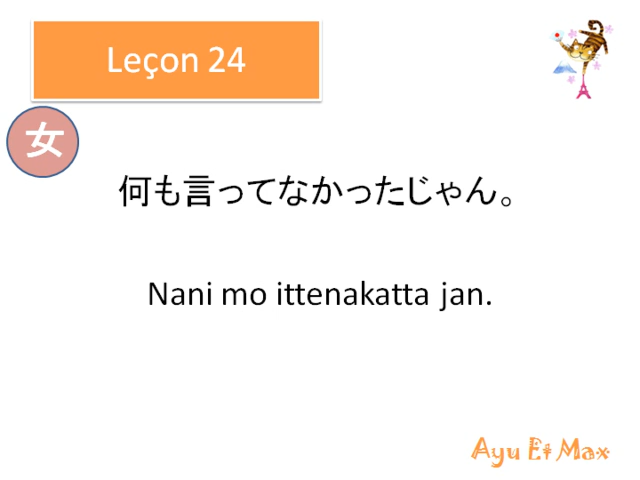 Leçon 24
女
何も言ってなかったじゃん。
Nani mo ittenakatta jan.
Ayu Et Max